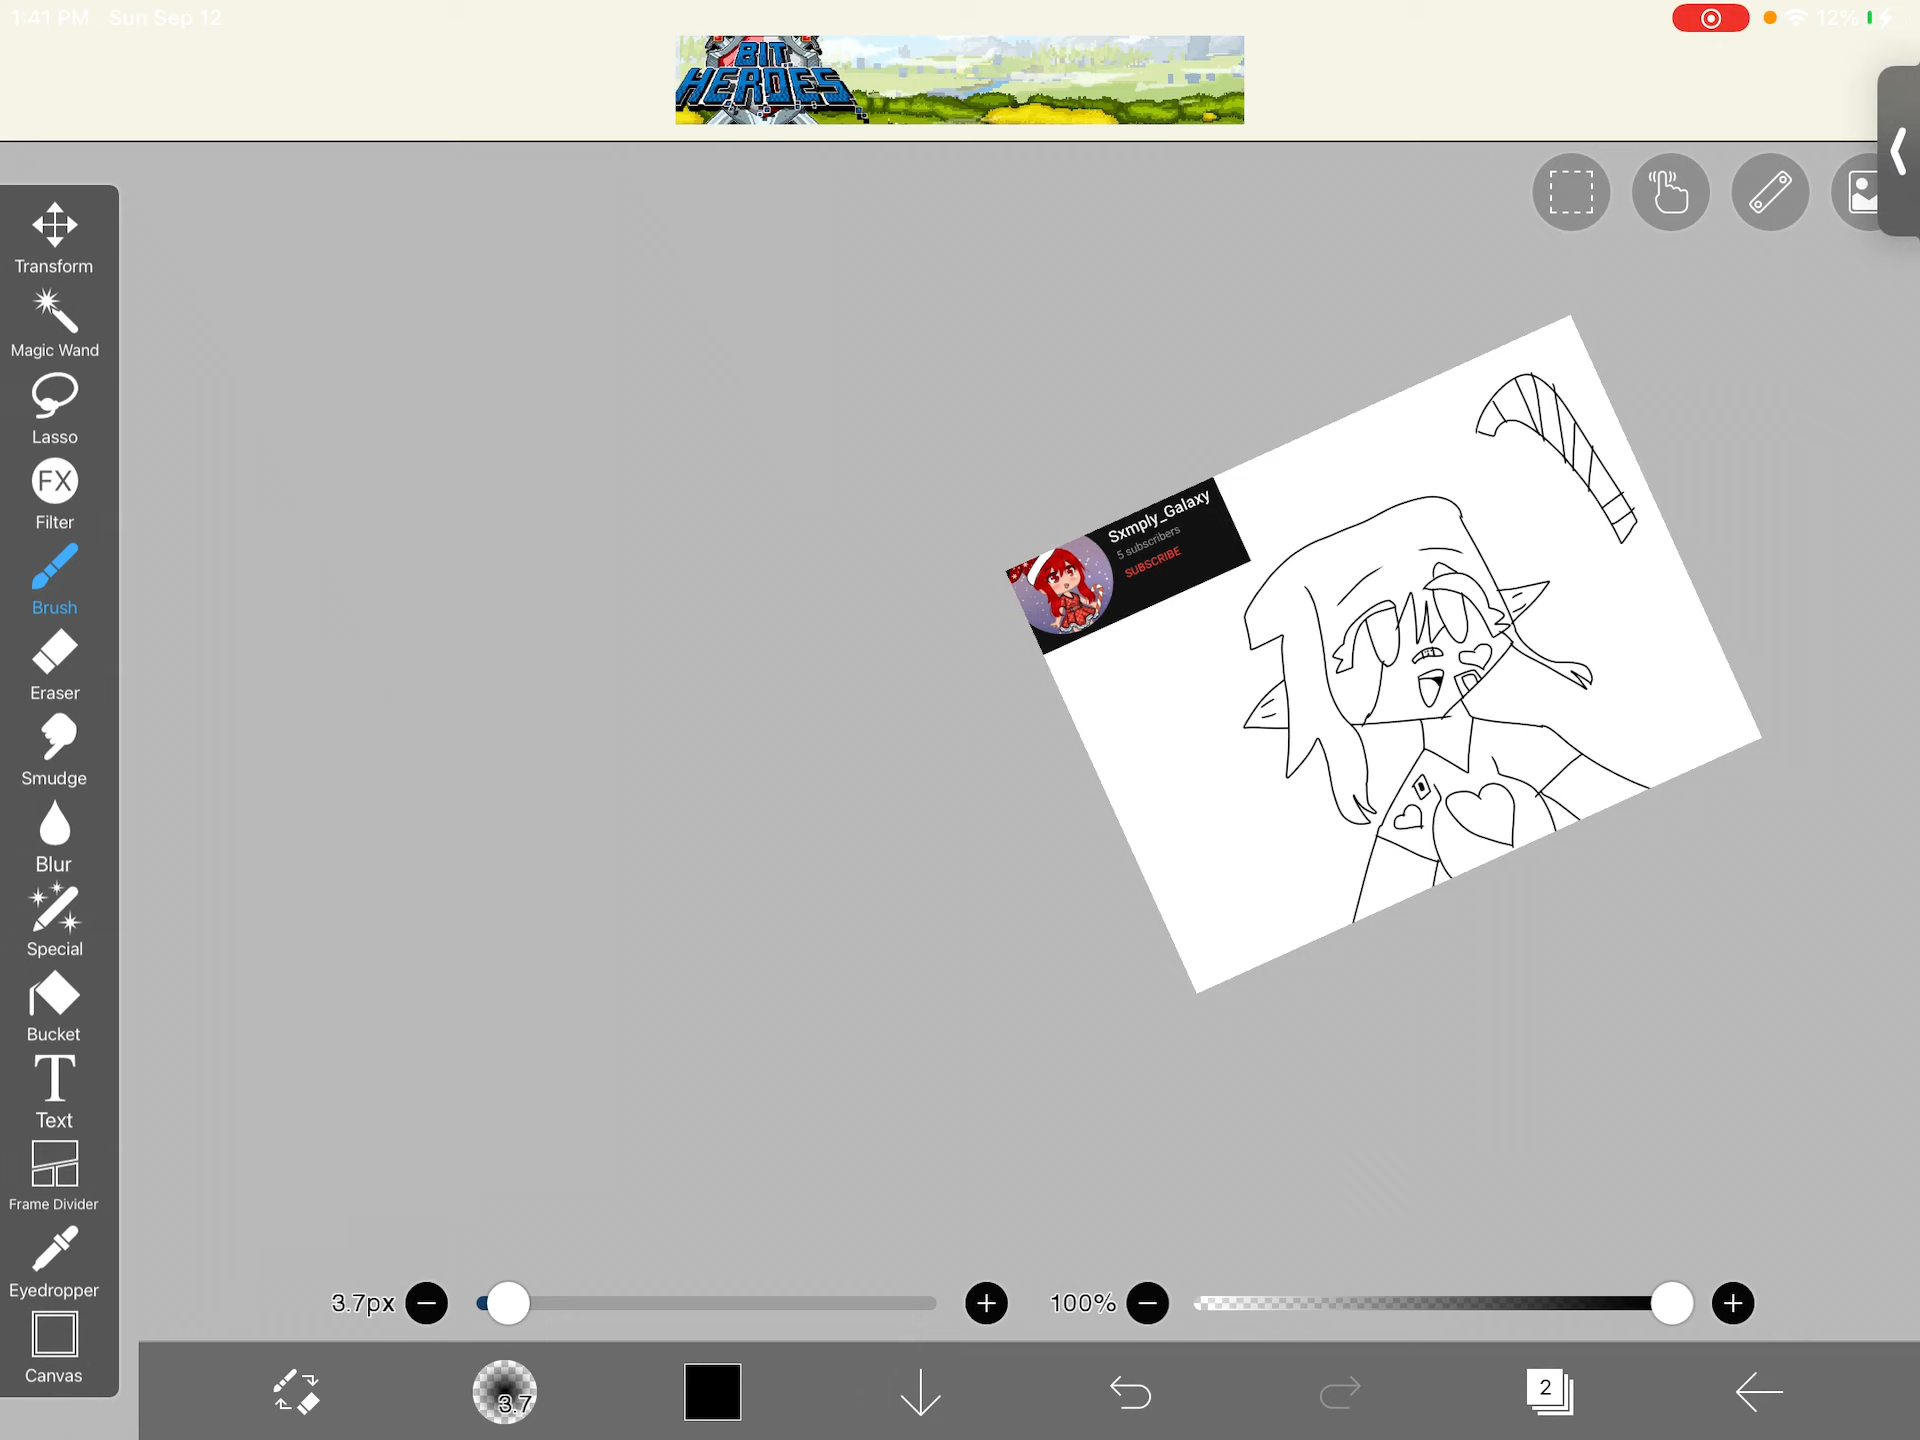 1:41 PM Sun Sep 12
12%
BIT
HEROES
Transform
Magic Wand
Lasso
FX
Filter
Brush
Eraser
Smudge
Blur
Special
Bucket
T
Text
Frame Divider
Eyedropper
Canvas
Sxmply_Galaxy
5 subscribers
SUBSCRIBE
3.7px
100%
3.7
2